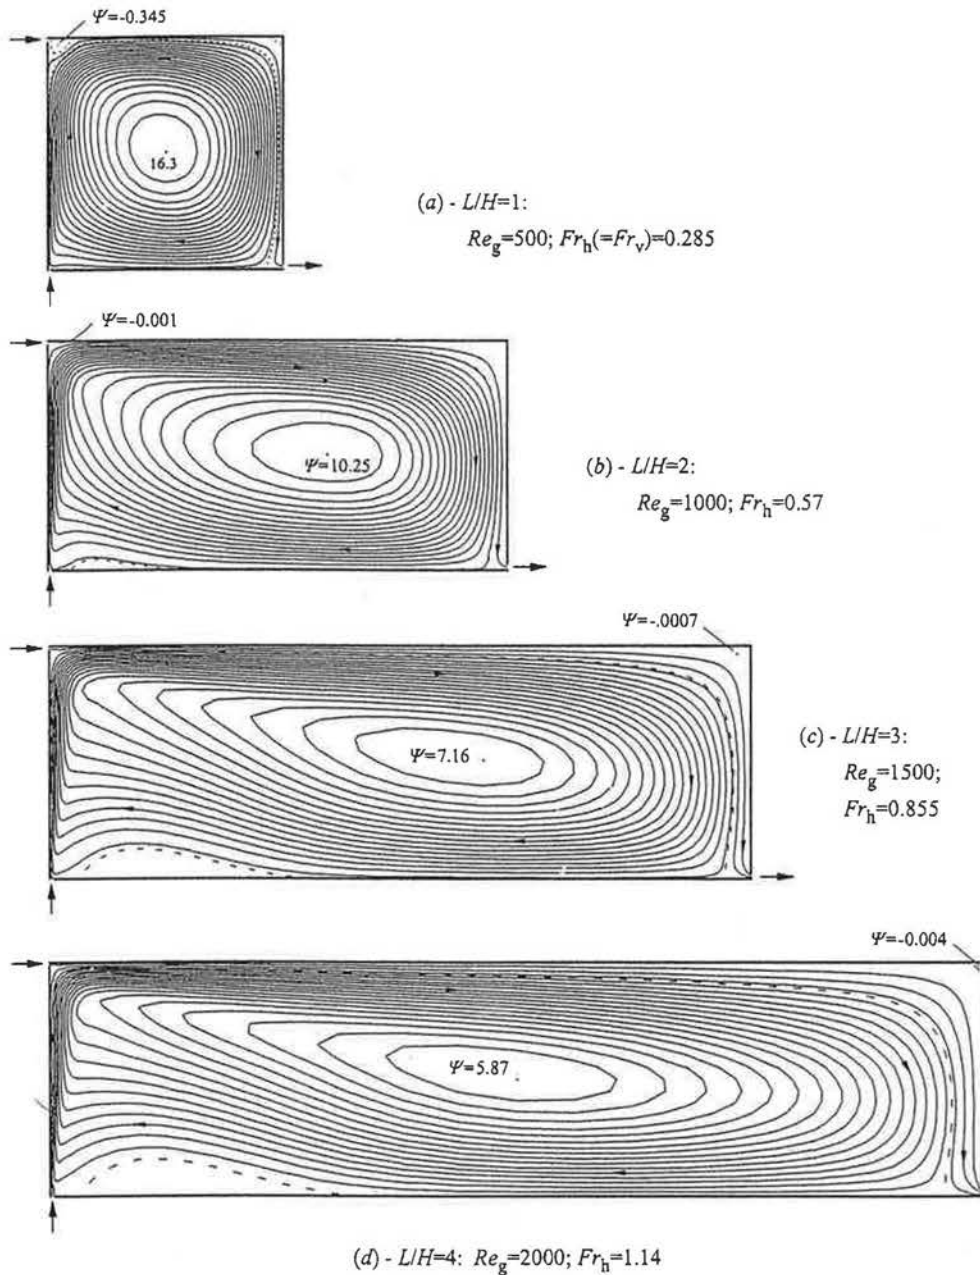 Ψ=-0.345
16.3
(a) - L/H=1:
Re_g=500; Fr_h(=Fr_v)=0.285
Ψ=-0.001
Ψ=10.25
(b) - L/H=2:
Re_g=1000; Fr_h=0.57
Ψ=-.0007
Ψ=7.16
(c) - L/H=3:
Re_g=1500;
Fr_h=0.855
Ψ=-0.004
Ψ=5.87
(d) - L/H=4: Re_g=2000; Fr_h=1.14